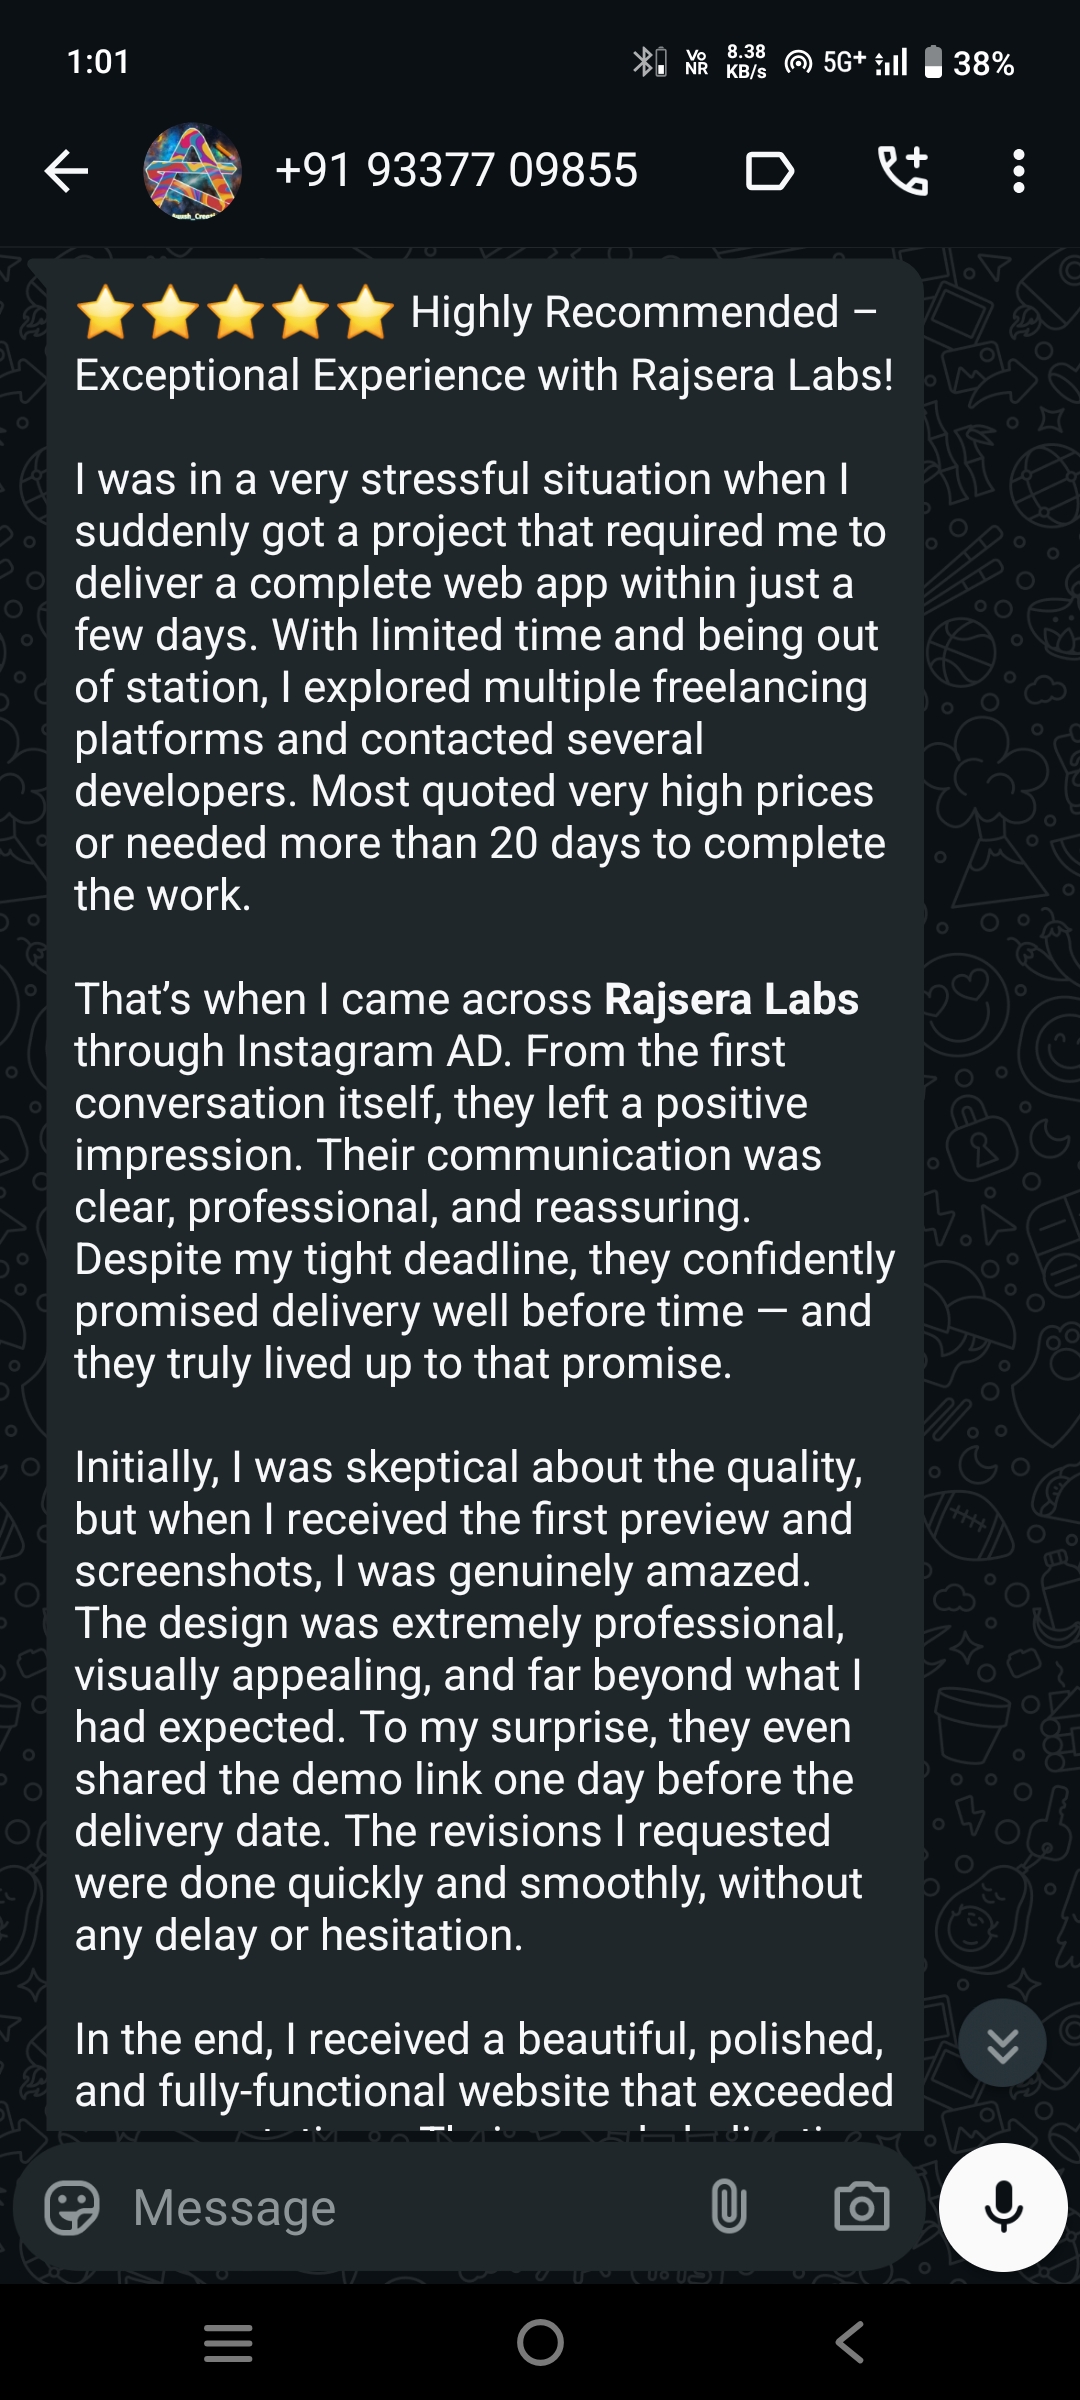 1:01
Vo
NR
8.38
KB/s
5G+
38%
+91 93377 09855
⭐⭐⭐⭐⭐ Highly Recommended –
Exceptional Experience with Rajsera Labs!
I was in a very stressful situation when I
suddenly got a project that required me to
deliver a complete web app within just a
few days. With limited time and being out
of station, I explored multiple freelancing
platforms and contacted several
developers. Most quoted very high prices
or needed more than 20 days to complete
the work.
That’s when I came across Rajsera Labs
through Instagram AD. From the first
conversation itself, they left a positive
impression. Their communication was
clear, professional, and reassuring.
Despite my tight deadline, they confidently
promised delivery well before time — and
they truly lived up to that promise.
Initially, I was skeptical about the quality,
but when I received the first preview and
screenshots, I was genuinely amazed.
The design was extremely professional,
visually appealing, and far beyond what I
had expected. To my surprise, they even
shared the demo link one day before the
delivery date. The revisions I requested
were done quickly and smoothly, without
any delay or hesitation.
In the end, I received a beautiful, polished,
and fully-functional website that exceeded
Message